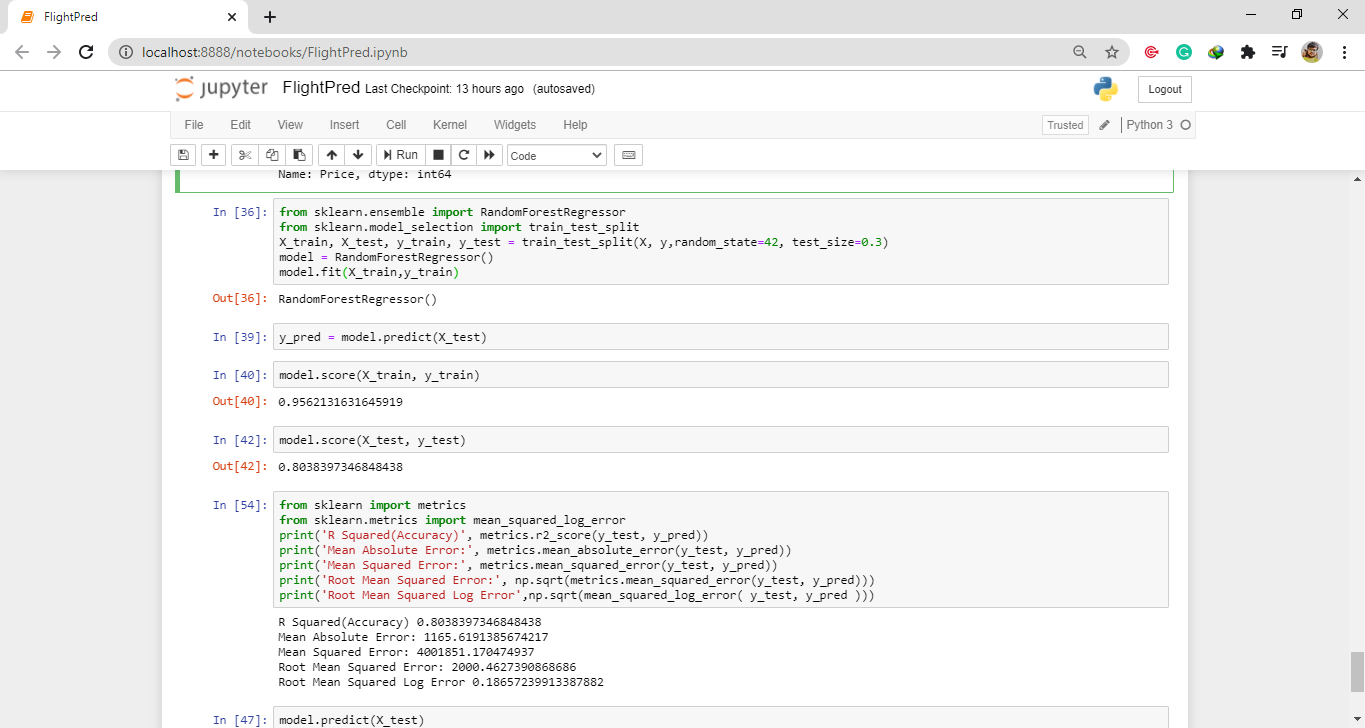 FlightPred
localhost:8888/notebooks/FlightPred.ipynb
jupyter FlightPred Last Checkpoint: 13 hours ago (autosaved)
Logout
File Edit View Insert Cell Kernel Widgets Help
Trusted Python 3
Run Code
Name: Price, dtype: int64
In [36]: from sklearn.ensemble import RandomForestRegressor
from sklearn.model_selection import train_test_split
X_train, X_test, y_train, y_test = train_test_split(X, y,random_state=42, test_size=0.3)
model = RandomForestRegressor()
model.fit(X_train,y_train)
Out[36]: RandomForestRegressor()
In [39]: y_pred = model.predict(X_test)
In [40]: model.score(X_train, y_train)
Out[40]: 0.9562131631645919
In [42]: model.score(X_test, y_test)
Out[42]: 0.8038397346848438
In [54]: from sklearn import metrics
from sklearn.metrics import mean_squared_log_error
print('R Squared(Accuracy)', metrics.r2_score(y_test, y_pred))
print('Mean Absolute Error:', metrics.mean_absolute_error(y_test, y_pred))
print('Mean Squared Error:', metrics.mean_squared_error(y_test, y_pred))
print('Root Mean Squared Error:', np.sqrt(metrics.mean_squared_error(y_test, y_pred)))
print('Root Mean Squared Log Error',np.sqrt(mean_squared_log_error( y_test, y_pred )))
R Squared(Accuracy) 0.8038397346848438
Mean Absolute Error: 1165.6191385674217
Mean Squared Error: 4001851.170474937
Root Mean Squared Error: 2000.4627390868686
Root Mean Squared Log Error 0.18657239913387882
In [47]: model.predict(X_test)